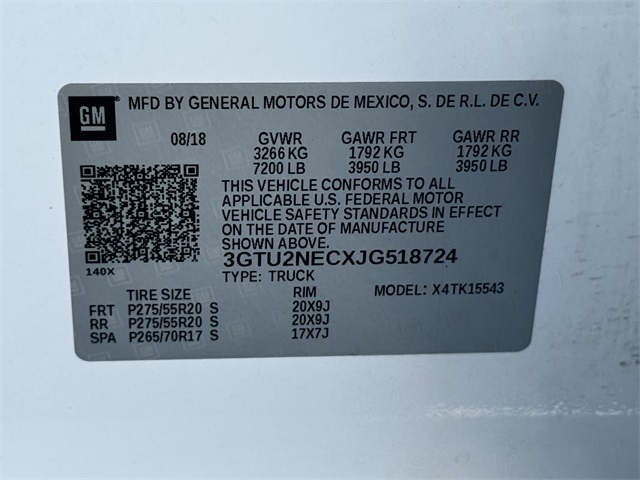 GM MFD BY GENERAL MOTORS DE MEXICO, S. DE R.L. DE C.V.
08/18 GVWR GAWR FRT GAWR RR
3266 KG 1792 KG 1792 KG
7200 LB 3950 LB 3950 LB
THIS VEHICLE CONFORMS TO ALL
APPLICABLE U.S. FEDERAL MOTOR
VEHICLE SAFETY STANDARDS IN EFFECT
ON THE DATE OF MANUFACTURE
SHOWN ABOVE.
3GTU2NECXJG518724
140X TYPE: TRUCK
TIRE SIZE RIM MODEL: X4TK15543
FRT P275/55R20 S 20X9J
RR P275/55R20 S 20X9J
SPA P265/70R17 S 17X7J